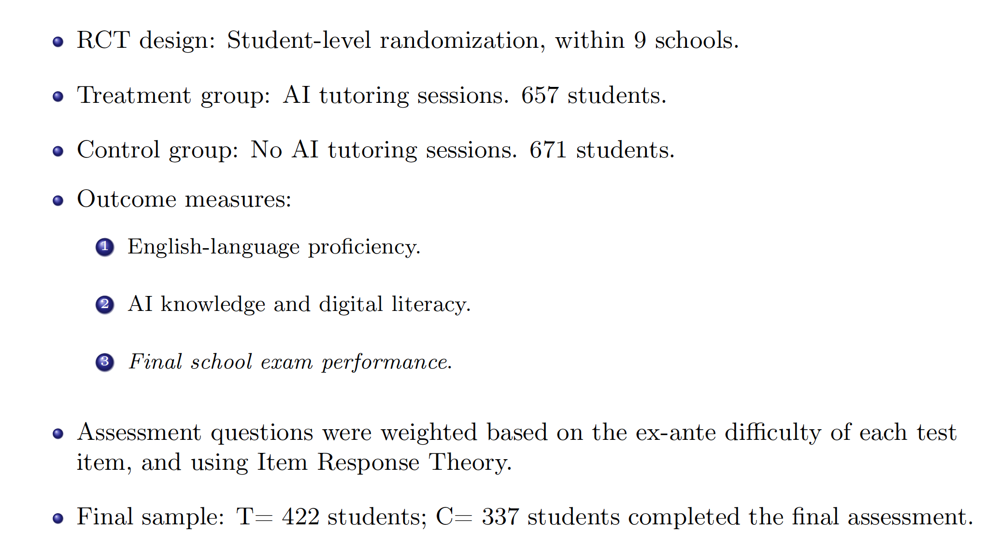 RCT design: Student-level randomization, within 9 schools.
Treatment group: AI tutoring sessions. 657 students.
Control group: No AI tutoring sessions. 671 students.
Outcome measures:
1 English-language proficiency.
2 AI knowledge and digital literacy.
3 Final school exam performance.
Assessment questions were weighted based on the ex-ante difficulty of each test
item, and using Item Response Theory.
Final sample: T= 422 students; C= 337 students completed the final assessment.